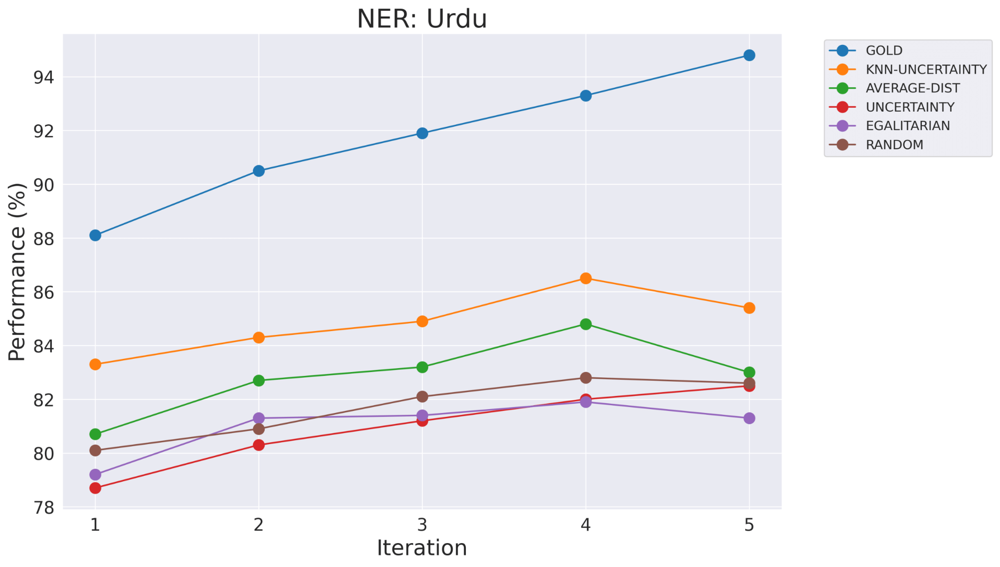 NER: Urdu
Performance (%)
94
92
90
88
86
84
82
80
78
1 2 3 4 5
Iteration
GOLD
KNN-UNCERTAINTY
AVERAGE-DIST
UNCERTAINTY
EGALITARIAN
RANDOM